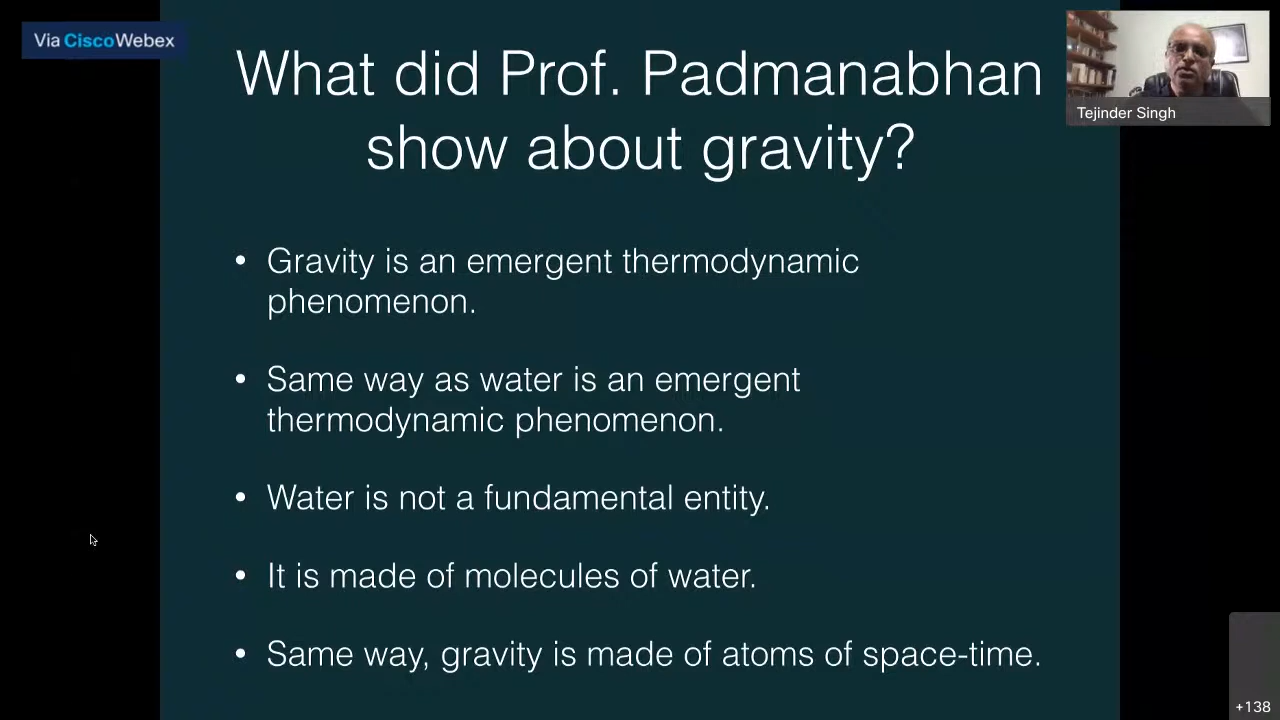 Via CiscoWebex
What did Prof. Padmanabhan
show about gravity?
Tejinder Singh
• Gravity is an emergent thermodynamic
phenomenon.
• Same way as water is an emergent
thermodynamic phenomenon.
• Water is not a fundamental entity.
• It is made of molecules of water.
• Same way, gravity is made of atoms of space-time.
+138